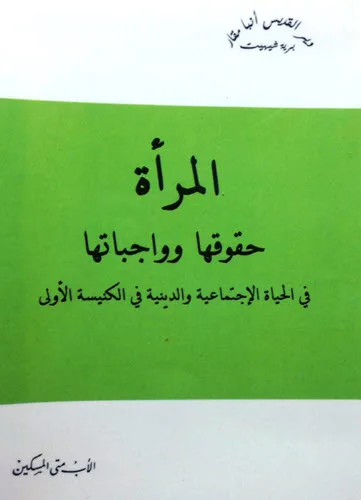 دير القديس أنبا مقار
برية شيهيت
المرأة
حقوقها وواجباتها
في الحياة الإجتماعية والدينية في الكنيسة الأولى
الأب متى المسكين